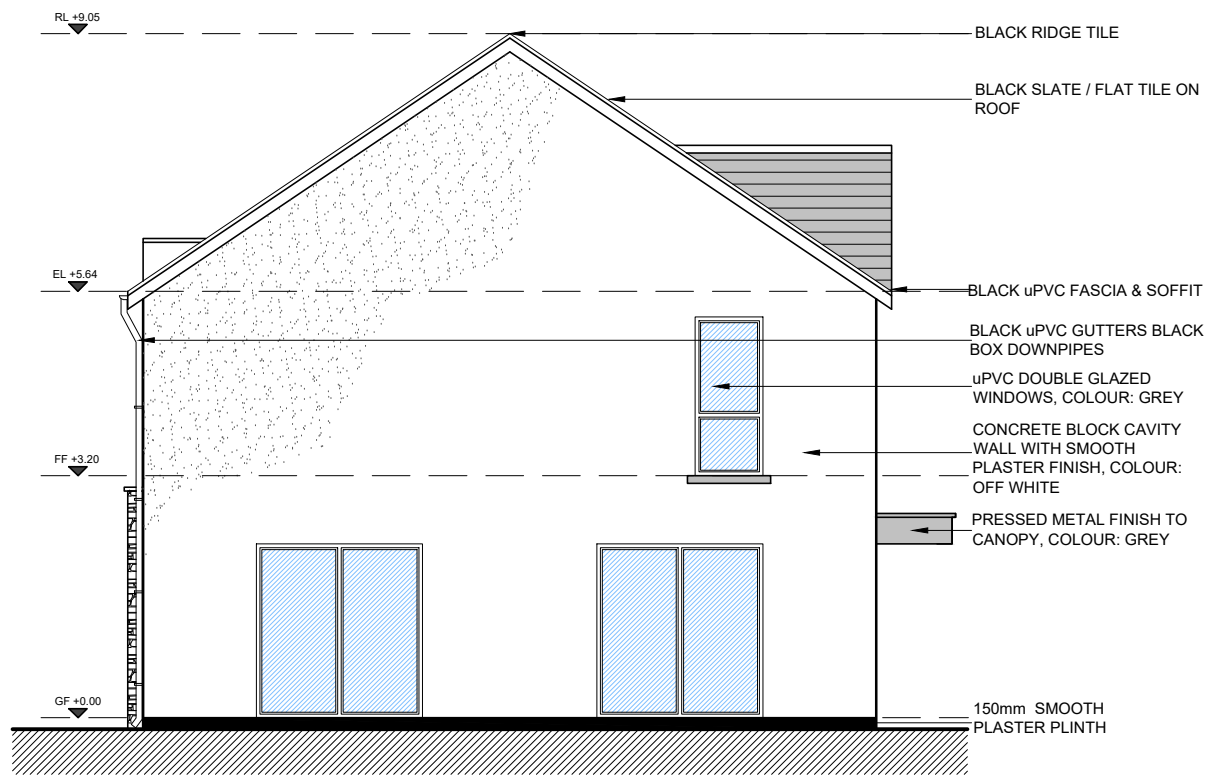 RL +9.05
BLACK RIDGE TILE
BLACK SLATE / FLAT TILE ON
ROOF
EL +5.64
BLACK uPVC FASCIA & SOFFIT
BLACK uPVC GUTTERS BLACK
BOX DOWNPIPES
uPVC DOUBLE GLAZED
WINDOWS, COLOUR: GREY
CONCRETE BLOCK CAVITY
WALL WITH SMOOTH
PLASTER FINISH, COLOUR:
OFF WHITE
FF +3.20
PRESSED METAL FINISH TO
CANOPY, COLOUR: GREY
GF +0.00
150mm SMOOTH
PLASTER PLINTH